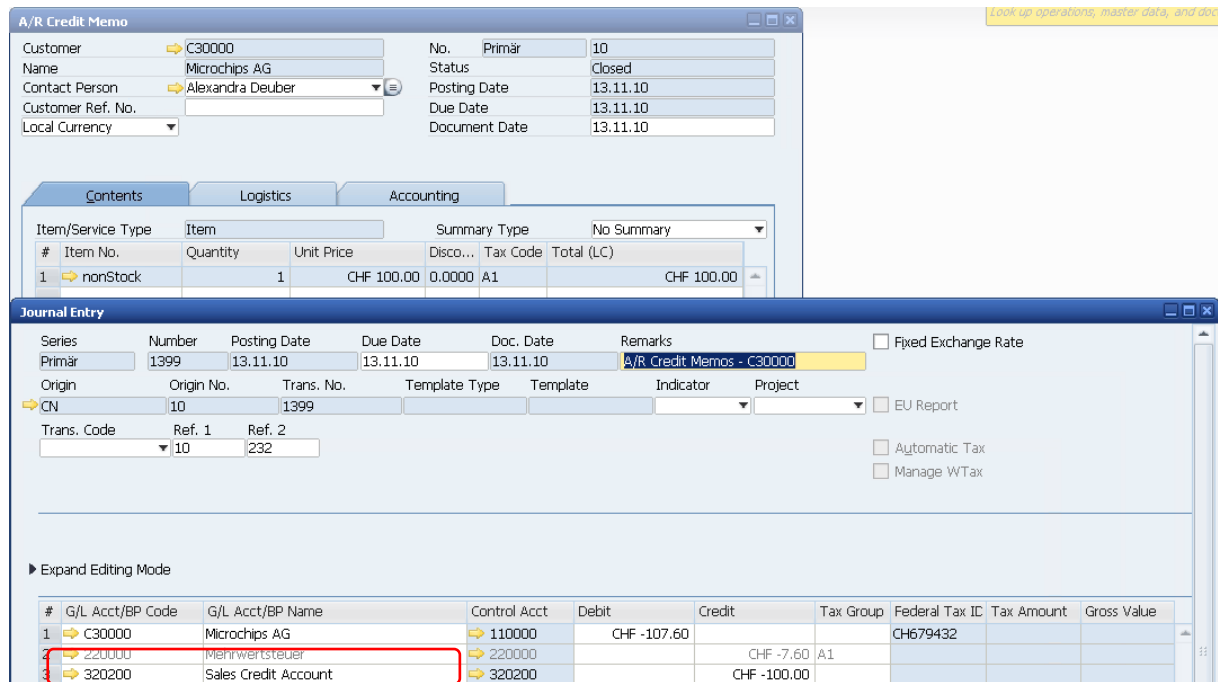 Look up operations, master data, and doc
A/R Credit Memo
Customer C30000 No. Primär 10
Name Microchips AG Status Closed
Contact Person Alexandra Deuber Posting Date 13.11.10
Customer Ref. No. Due Date 13.11.10
Local Currency Document Date 13.11.10
Contents Logistics Accounting
Item/Service Type Item Summary Type No Summary
# Item No. Quantity Unit Price Disco... Tax Code Total (LC)
1 nonStock 1 CHF 100.00 0.0000 A1 CHF 100.00
Journal Entry
Series Number Posting Date Due Date Doc. Date Remarks Fixed Exchange Rate
Primär 1399 13.11.10 13.11.10 13.11.10 A/R Credit Memos - C30000
Origin Origin No. Trans. No. Template Type Template Indicator Project
CN 10 1399 EU Report
Trans. Code Ref. 1 Ref. 2
10 232 Automatic Tax
Manage WTax
Expand Editing Mode
# G/L Acct/BP Code G/L Acct/BP Name Control Acct Debit Credit Tax Group Federal Tax ID Tax Amount Gross Value
1 C30000 Microchips AG 110000 CHF -107.60 CH679432
2 220000 Mehrwertsteuer 220000 CHF -7.60 A1
3 320200 Sales Credit Account 320200 CHF -100.00